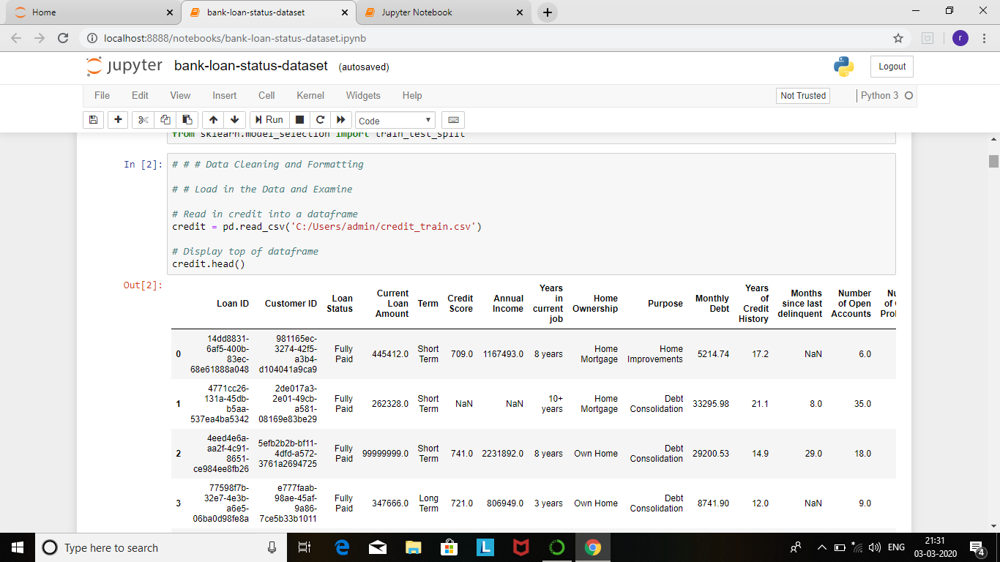 Home
bank-loan-status-dataset
Jupyter Notebook
localhost:8888/notebooks/bank-loan-status-dataset.ipynb
r
jupyter bank-loan-status-dataset (autosaved)
Logout
File Edit View Insert Cell Kernel Widgets Help
Not Trusted
Python 3
Run
Code
from sklearn.model_selection import train_test_split
In [2]:
# # # Data Cleaning and Formatting
# # Load in the Data and Examine
# Read in credit into a dataframe
credit = pd.read_csv('C:/Users/admin/credit_train.csv')
# Display top of dataframe
credit.head()
Out[2]:
Loan ID
Customer ID
Loan
Status
Current
Loan
Amount
Term
Credit
Score
Annual
Income
Years
in
current
job
Home
Ownership
Purpose
Monthly
Debt
Years
of
Credit
History
Months
since last
delinquent
Number
of Open
Accounts
0
14dd8831-
6af5-400b-
83ec-
68e61888a048
981165ec-
3274-42f5-
a3b4-
d104041a9ca9
Fully
Paid
445412.0
Short
Term
709.0
1167493.0
8 years
Home
Mortgage
Home
Improvements
5214.74
17.2
NaN
6.0
1
4771cc26-
131a-45db-
b5aa-
537ea4ba5342
2de017a3-
2e01-49cb-
a581-
08169e83be29
Fully
Paid
262328.0
Short
Term
NaN
NaN
10+
years
Home
Mortgage
Debt
Consolidation
33295.98
21.1
8.0
35.0
2
4eed4e6a-
aa2f-4c91-
8651-
ce984ee8fb26
5efb2b2b-bf11-
4dfd-a572-
3761a2694725
Fully
Paid
99999999.0
Short
Term
741.0
2231892.0
8 years
Own Home
Debt
Consolidation
29200.53
14.9
29.0
18.0
3
77598f7b-
32e7-4e3b-
a6e5-
06ba0d98fe8a
e777faab-
98ae-45af-
9a86-
7ce5b33b1011
Fully
Paid
347666.0
Long
Term
721.0
806949.0
3 years
Own Home
Debt
Consolidation
8741.90
12.0
NaN
9.0
Type here to search
L
ENG
21:31
03-03-2020
4